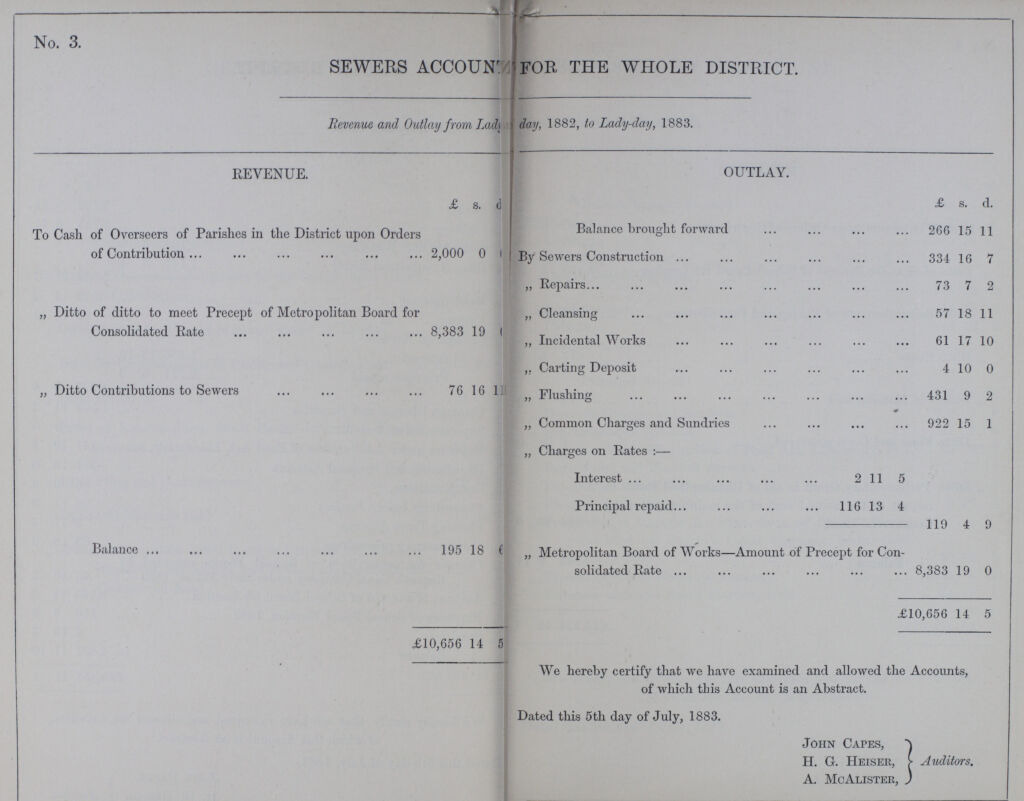 No. 3.
SEWERS ACCOUNT FOR THE WHOLE DISTRICT.
Revenue and Outlay from Lady-day, 1882, to Lady-day, 1883.
REVENUE.
£ s. d
To Cash of Overseers of Parishes in the District upon Orders
of Contribution ... ... ... ... ... ... 2,000 0
„ Ditto of ditto to meet Precept of Metropolitan Board for
Consolidated Rate ... ... ... ... ... 8,383 19
„ Ditto Contributions to Sewers ... ... ... ... 76 16 11
Balance ... ... ... ... ... ... ... 195 18 6
£10,656 14 5
OUTLAY.
£ s. d.
Balance brought forward ... ... ... ... 266 15 11
By Sewers Construction ... ... ... ... ... ... 334 16 7
„ Repairs... ... ... ... ... ... ... ... 73 7 2
„ Cleansing ... ... ... ... ... ... ... 57 18 11
„ Incidental Works ... ... ... ... ... ... 61 17 10
„ Carting Deposit ... ... ... ... ... ... 4 10 0
„ Flushing ... ... ... ... ... ... ... 431 9 2
„ Common Charges and Sundries ... ... ... ... 922 15 1
„ Charges on Rates :—
Interest ... ... ... ... ... 2 11 5
Principal repaid... ... ... ... 116 13 4
119 4 9
„ Metropolitan Board of Works—Amount of Precept for Con-
solidated Rate ... ... ... ... ... ... 8,383 19 0
£10,656 14 5
We hereby certify that we have examined and allowed the Accounts,
of which this Account is an Abstract.
Dated this 5th day of July, 1883.
JOHN CAPES,
H. G. HEISER, } Auditors.
A. MCALISTER,